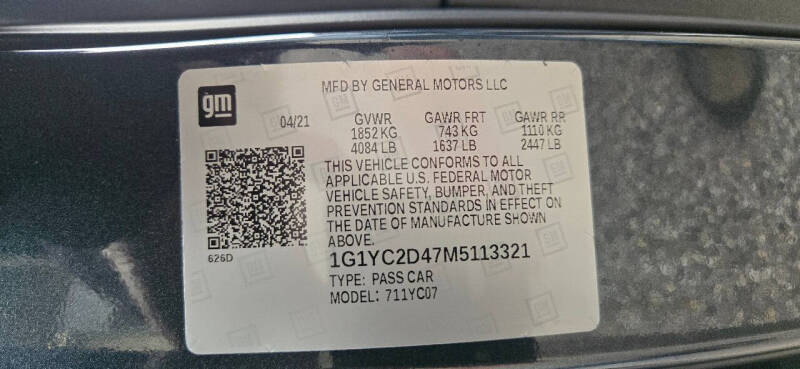 MFD BY GENERAL MOTORS LLC
gm
04/21 GVWR GAWR FRT GAWR RR
1852 KG 743 KG 1110 KG
4084 LB 1637 LB 2447 LB
THIS VEHICLE CONFORMS TO ALL
APPLICABLE U.S. FEDERAL MOTOR
VEHICLE SAFETY, BUMPER, AND THEFT
PREVENTION STANDARDS IN EFFECT ON
THE DATE OF MANUFACTURE SHOWN
ABOVE.
626D
1G1YC2D47M5113321
TYPE: PASS CAR
MODEL: 711YC07